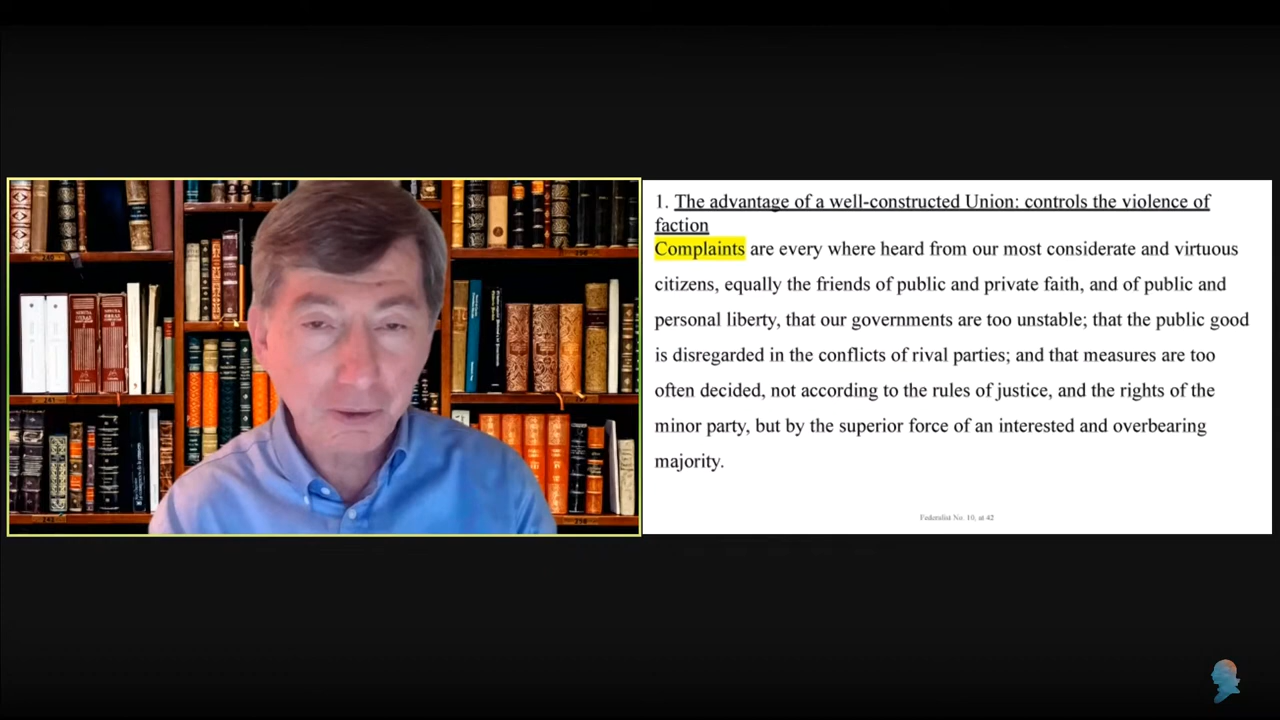 1. The advantage of a well-constructed Union: controls the violence of
faction
Complaints are every where heard from our most considerate and virtuous
citizens, equally the friends of public and private faith, and of public and
personal liberty, that our governments are too unstable; that the public good
is disregarded in the conflicts of rival parties; and that measures are too
often decided, not according to the rules of justice, and the rights of the
minor party, but by the superior force of an interested and overbearing
majority.
Federalist No. 10, at 42